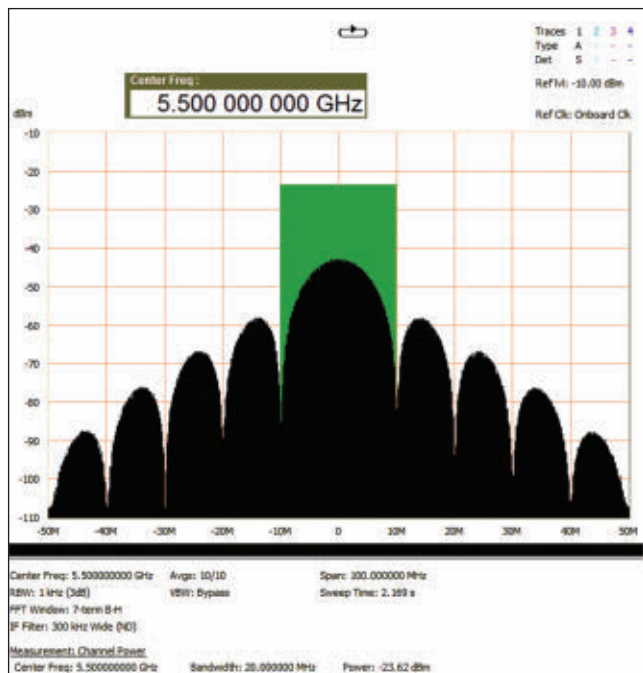 Traces 1 2 3 4
Type A - - -
Det S - - -
Center Freq:
5.500 000 000 GHz
Ref Lvl: -10.00 dBm
Ref Clk: Onboard Clk
dBm
-10
-20
-30
-40
-50
-60
-70
-80
-90
-100
-110
-50M -40M -30M -20M -10M 0 10M 20M 30M 40M 50M
Center Freq: 5.500000000 GHz Avgs: 10/10 Span: 100.000000 MHz
RBW: 1 kHz (3dB) VBW: Bypass Sweep Time: 2.169 s
FFT Window: 7-term B-H
IF Filter: 300 kHz Wide (ND)
Measurement: Channel Power
Center Freq: 5.500000000 GHz Bandwidth: 20.000000 MHz Power: -23.62 dBm